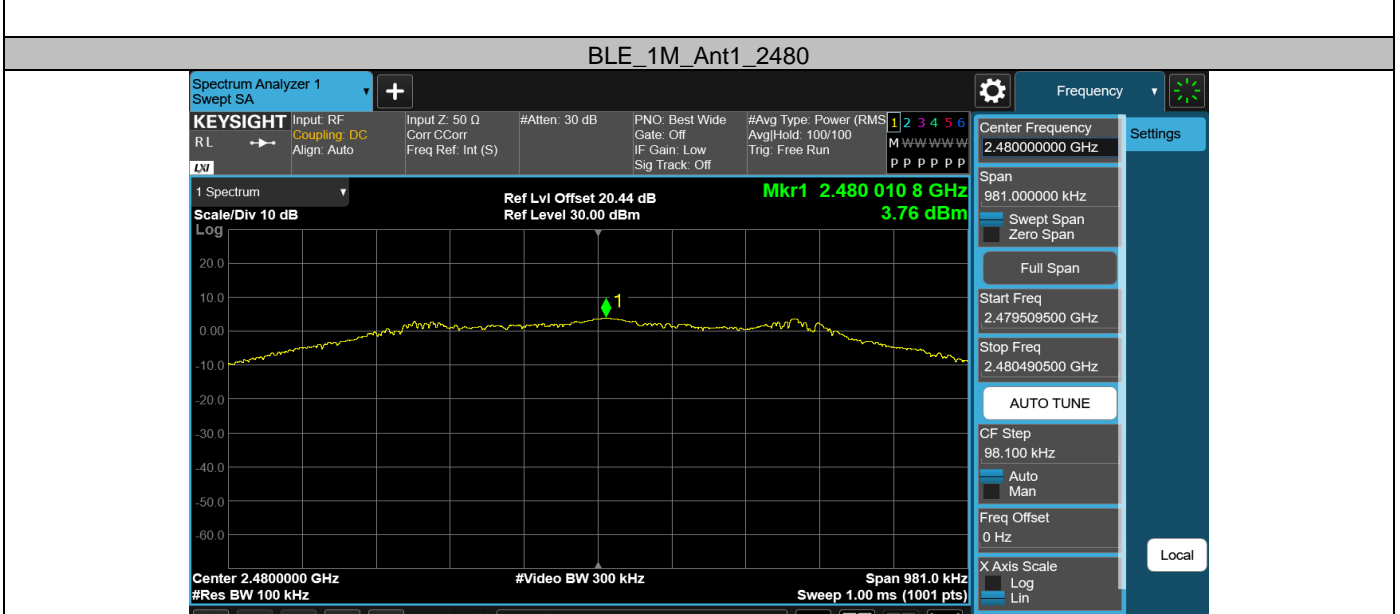 BLE_1M_Ant1_2480
Spectrum Analyzer 1
Swept SA
Frequency
KEYSIGHT
RL
LXI
Input: RF
Coupling: DC
Align: Auto
Input Z: 50 Ω
Corr CCorr
Freq Ref: Int (S)
#Atten: 30 dB
PNO: Best Wide
Gate: Off
IF Gain: Low
Sig Track: Off
#Avg Type: Power (RMS
Avg|Hold: 100/100
Trig: Free Run
1 2 3 4 5 6
M W W W W W
P P P P P P
Center Frequency
2.480000000 GHz
Settings
Span
981.000000 kHz
Swept Span
Zero Span
Full Span
Start Freq
2.479509500 GHz
Stop Freq
2.480490500 GHz
AUTO TUNE
CF Step
98.100 kHz
Auto
Man
Freq Offset
0 Hz
X Axis Scale
Log
Lin
Local
1 Spectrum
Scale/Div 10 dB
Log
Ref Lvl Offset 20.44 dB
Ref Level 30.00 dBm
Mkr1 2.480 010 8 GHz
3.76 dBm
1
20.0
10.0
0.00
-10.0
-20.0
-30.0
-40.0
-50.0
-60.0
Center 2.4800000 GHz
#Res BW 100 kHz
#Video BW 300 kHz
Span 981.0 kHz
Sweep 1.00 ms (1001 pts)